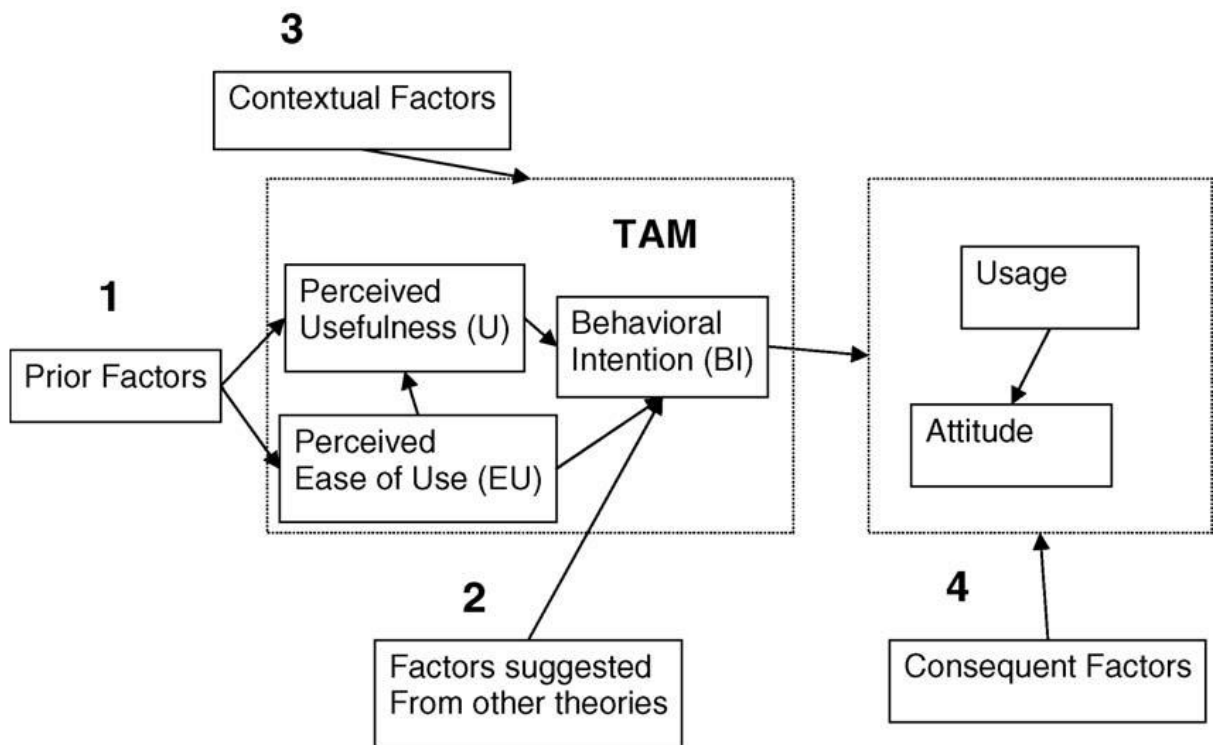 3
Contextual Factors
TAM
1
Prior Factors
Perceived
Usefulness (U)
Behavioral
Intention (BI)
Perceived
Ease of Use (EU)
Usage
Attitude
2
Factors suggested
From other theories
4
Consequent Factors